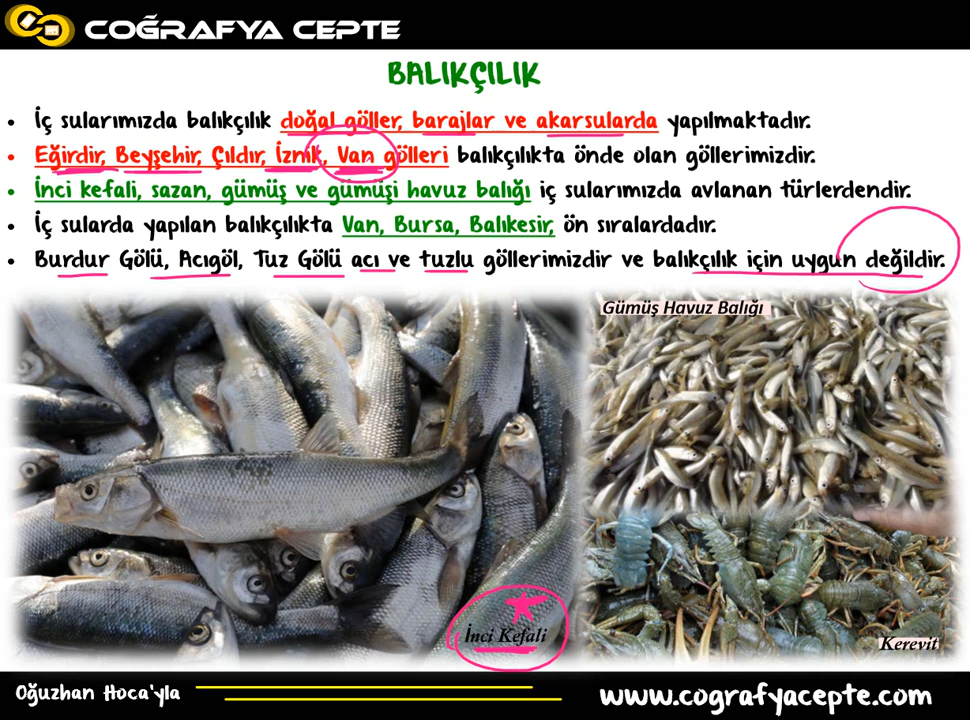 COĞRAFYA CEPTE
BALIKÇILIK
• İç sularımızda balıkçılık doğal göller, barajlar ve akarsularda yapılmaktadır.
• Eğirdir, Beyşehir, Çıldır, İznik, Van gölleri balıkçılıkta önde olan göllerimizdir.
• İnci kefali, sazan, gümüş ve gümüşi havuz balığı iç sularımızda avlanan türlerdendir.
• İç sularda yapılan balıkçılıkta Van, Bursa, Balıkesir, ön sıralardadır.
• Burdur Gölü, Acıgöl, Tuz Gölü acı ve tuzlu göllerimizdir ve balıkçılık için uygun değildir.
Gümüş Havuz Balığı
İnci Kefali
Kerevit
Oğuzhan Hoca'yla
www.cografyacepte.com